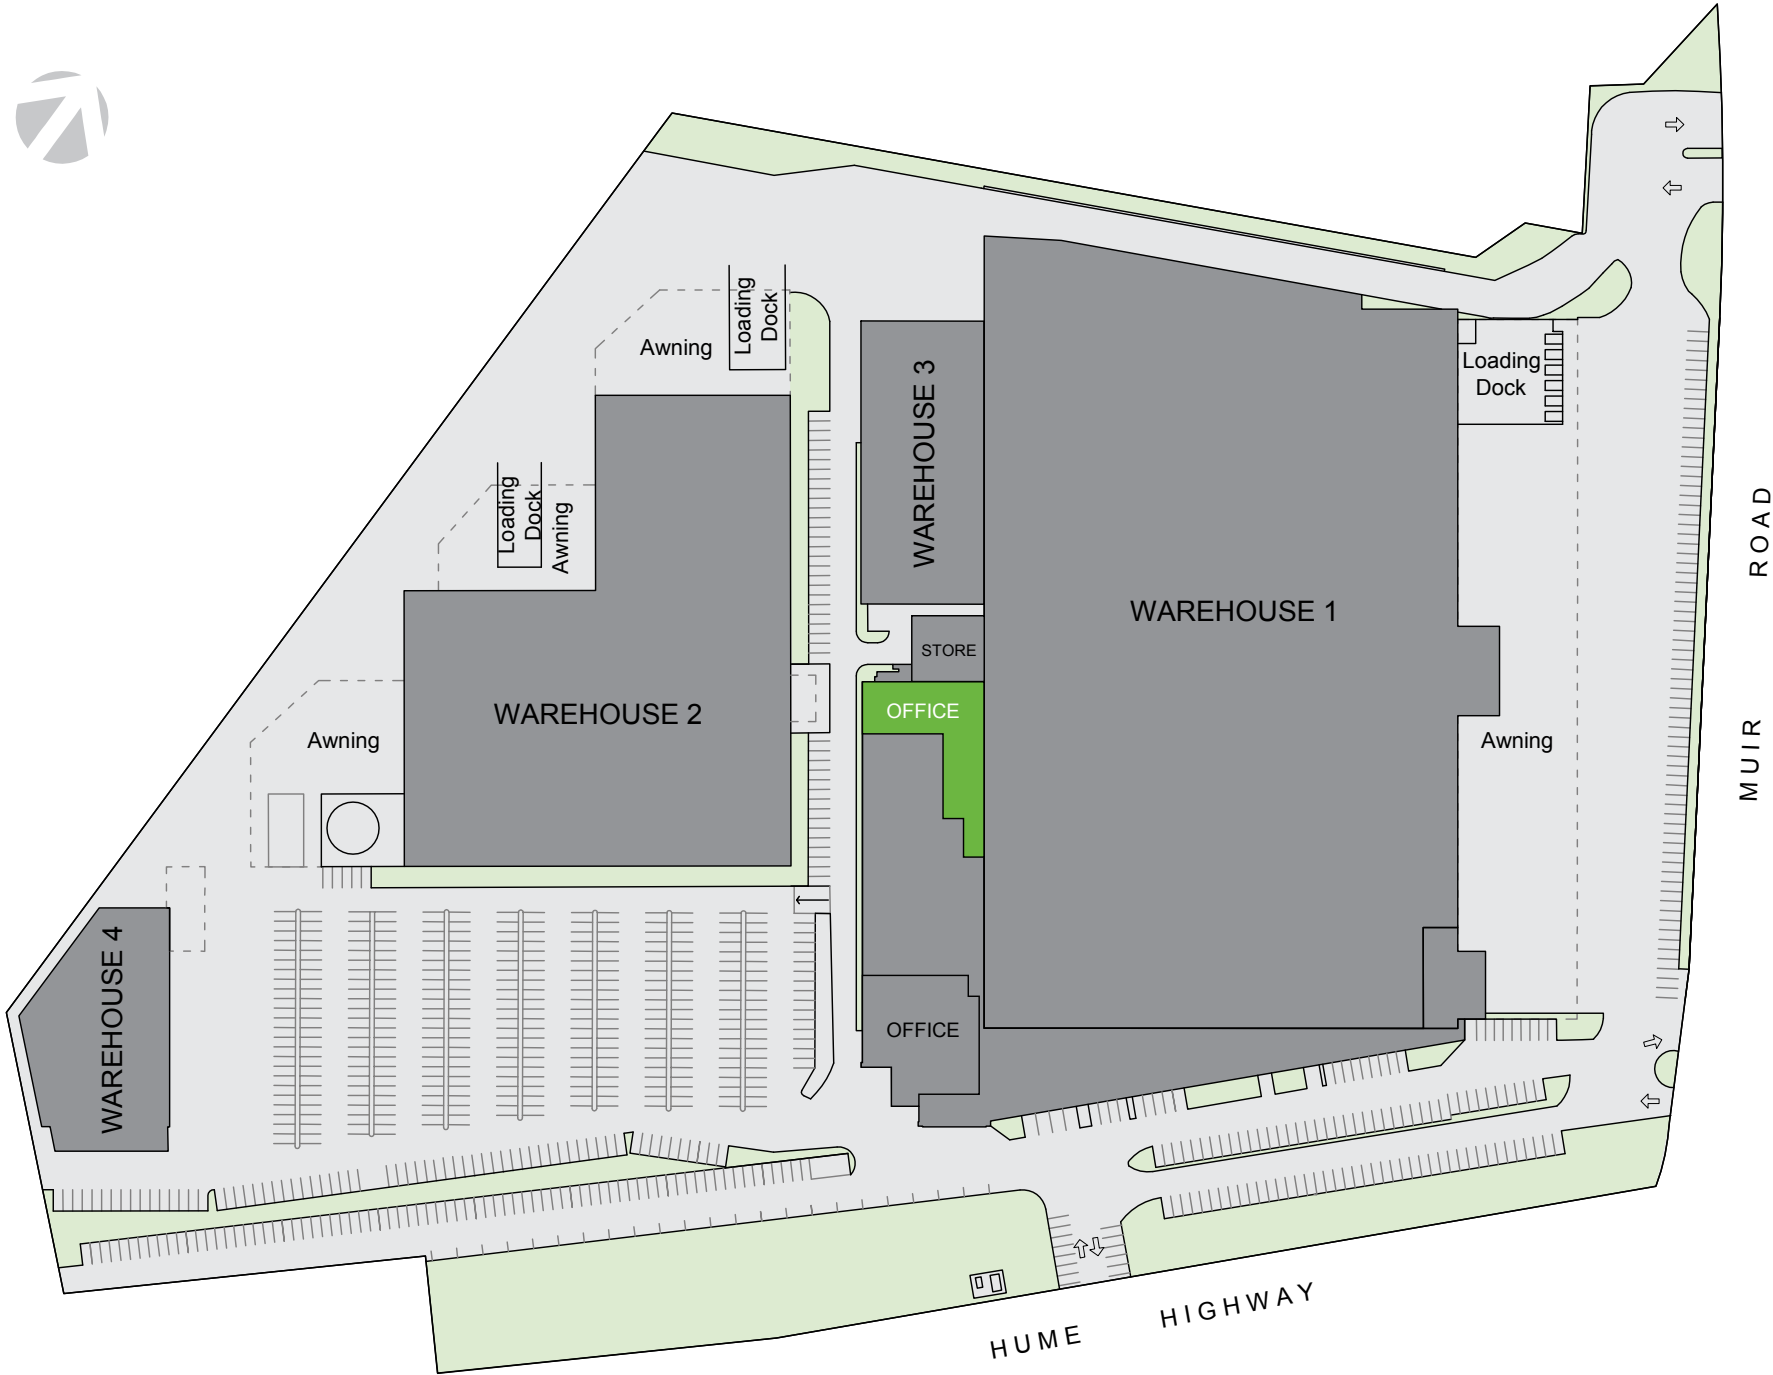 Loading
Dock
Awning
Loading
Dock
Awning
WAREHOUSE 3
Loading
Dock
WAREHOUSE 1
STORE
OFFICE
WAREHOUSE 2
Awning
Awning
WAREHOUSE 4
OFFICE
MUIR ROAD
HUME HIGHWAY